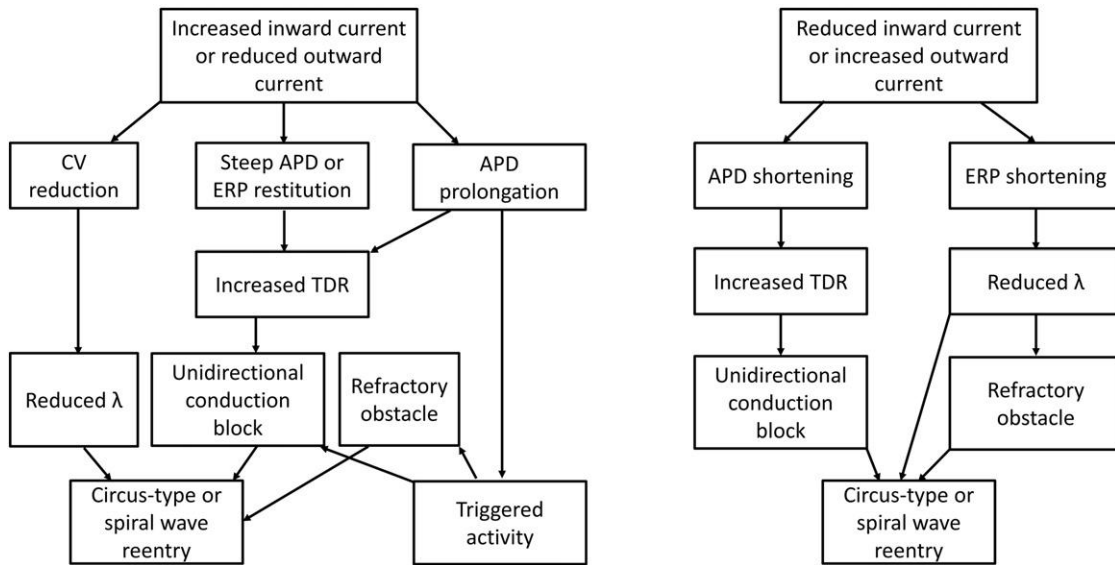 Increased inward current
or reduced outward
current
CV
reduction
Steep APD or
ERP restitution
APD
prolongation
Increased TDR
Reduced λ
Unidirectional
conduction
block
Refractory
obstacle
Circus-type or
spiral wave
reentry
Triggered
activity
Reduced inward current
or increased outward
current
APD shortening
ERP shortening
Increased TDR
Reduced λ
Unidirectional
conduction
block
Refractory
obstacle
Circus-type or
spiral wave
reentry